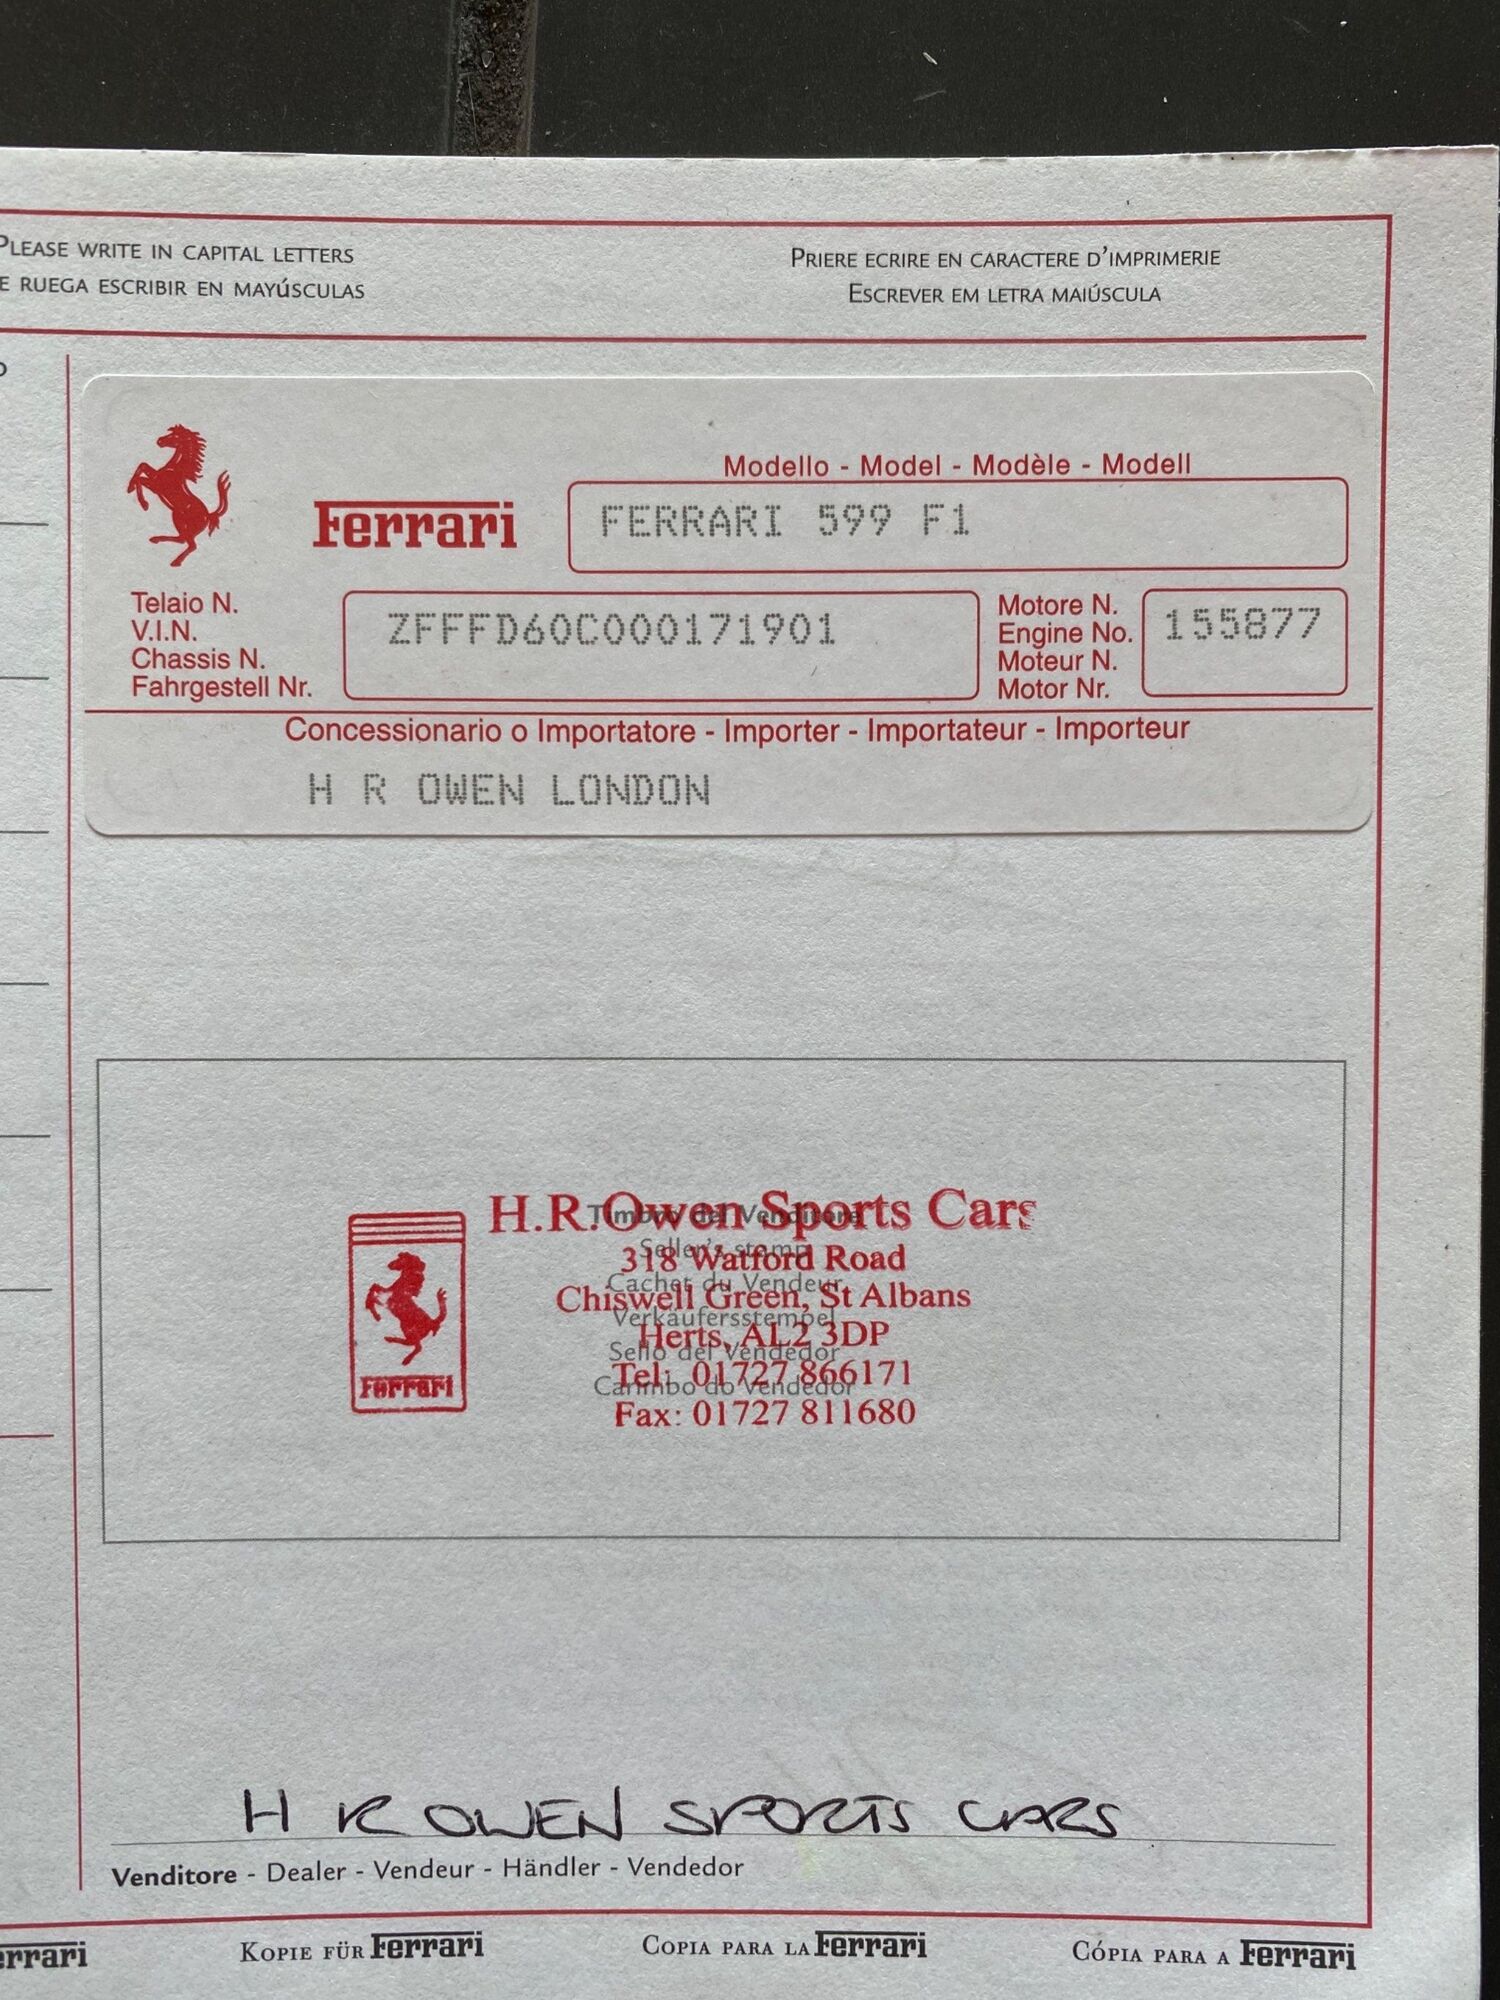 PLEASE WRITE IN CAPITAL LETTERS
E RUEGA ESCRIBIR EN MAYÚSCULAS
PRIERE ECRIRE EN CARACTERE D'IMPRIMERIE
ESCREVER EM LETRA MAIÚSCULA
Modello - Model - Modèle - Modell
Ferrari
FERRARI 599 F1
Telaio N.
V.I.N.
Chassis N.
Fahrgestell Nr.
ZFFFD60C000171901
Motore N.
Engine No.
Moteur N.
Motor Nr.
155877
Concessionario o Importatore - Importer - Importateur - Importeur
H R OWEN LONDON
H.R.Owen Sports Cars
Timbro del Venditore
318 Watford Road
Seller's stamp
Chiswell Green, St Albans
Cachet du Vendeur
Herts, AL2 3DP
Verkäufersstempel
Tel: 01727 866171
Sello del Vendedor
Fax: 01727 811680
Carimbo do Vendedor
Ferrari
H R OWEN SPORTS CARS
Venditore - Dealer - Vendeur - Händler - Vendedor
errari
KOPIE FÜR Ferrari
COPIA PARA LA Ferrari
CÓPIA PARA A Ferrari